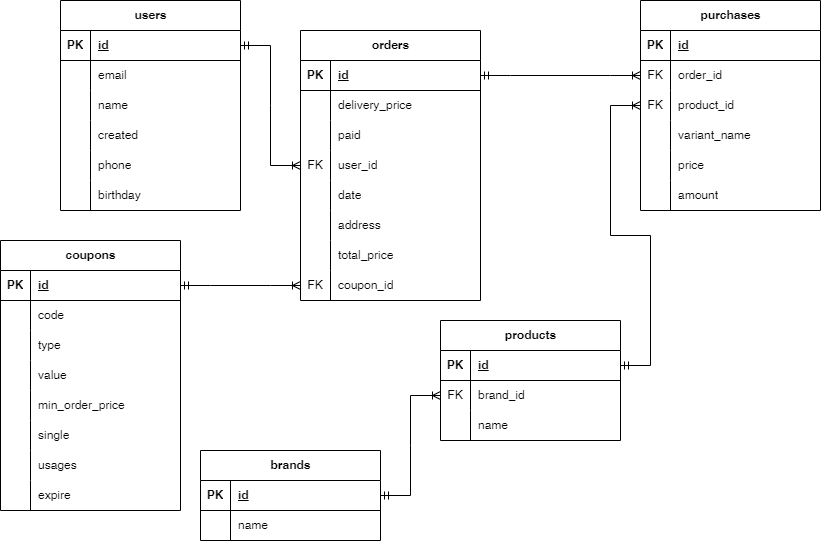 users
PK id
email
name
created
phone
birthday
orders
PK id
delivery_price
paid
FK user_id
date
address
total_price
FK coupon_id
purchases
PK id
FK order_id
FK product_id
variant_name
price
amount
coupons
PK id
code
type
value
min_order_price
single
usages
expire
products
PK id
FK brand_id
name
brands
PK id
name